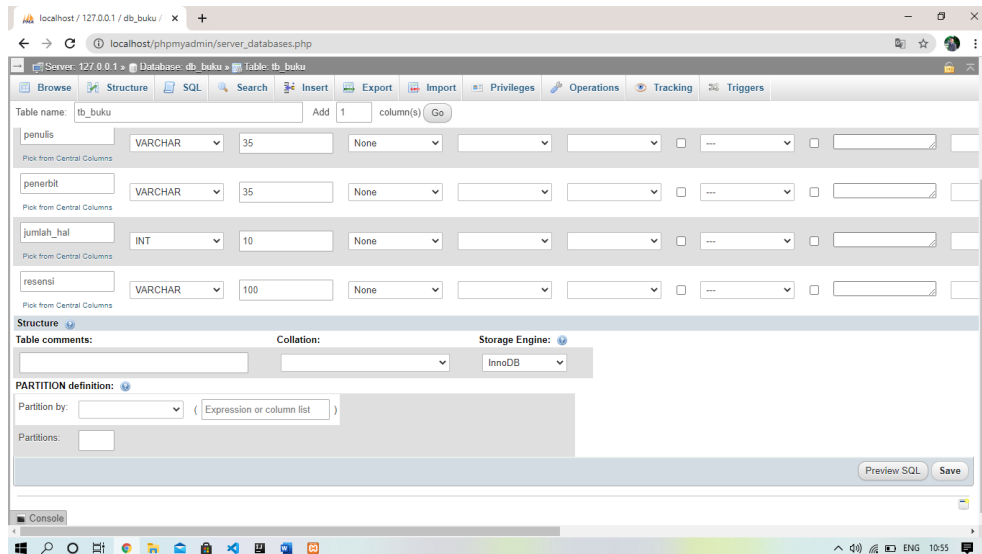 localhost / 127.0.0.1 / db_buku /
localhost/phpmyadmin/server_databases.php
Server: 127.0.0.1 » Database: db_buku » Table: tb_buku
Browse Structure SQL Search Insert Export Import Privileges Operations Tracking Triggers
Table name: tb_buku Add 1 column(s) Go
penulis VARCHAR 35 None ---
Pick from Central Columns
penerbit VARCHAR 35 None ---
Pick from Central Columns
jumlah_hal INT 10 None ---
Pick from Central Columns
resensi VARCHAR 100 None ---
Pick from Central Columns
Structure
Table comments: Collation: Storage Engine:
InnoDB
PARTITION definition:
Partition by: ( Expression or column list )
Partitions:
Preview SQL Save
Console
ENG 10:55